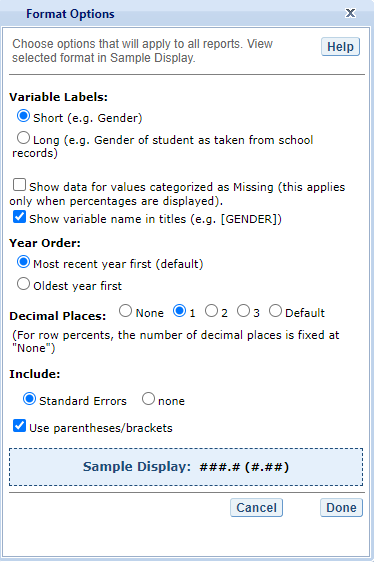 Format Options X
Choose options that will apply to all reports. View
selected format in Sample Display.
Help
Variable Labels:
Short (e.g. Gender)
Long (e.g. Gender of student as taken from school
records)
Show data for values categorized as Missing (this applies
only when percentages are displayed).
Show variable name in titles (e.g. [GENDER])
Year Order:
Most recent year first (default)
Oldest year first
Decimal Places: None 1 2 3 Default
(For row percents, the number of decimal places is fixed at
"None")
Include:
Standard Errors none
Use parentheses/brackets
Sample Display: ###.# (#.##)
Cancel Done